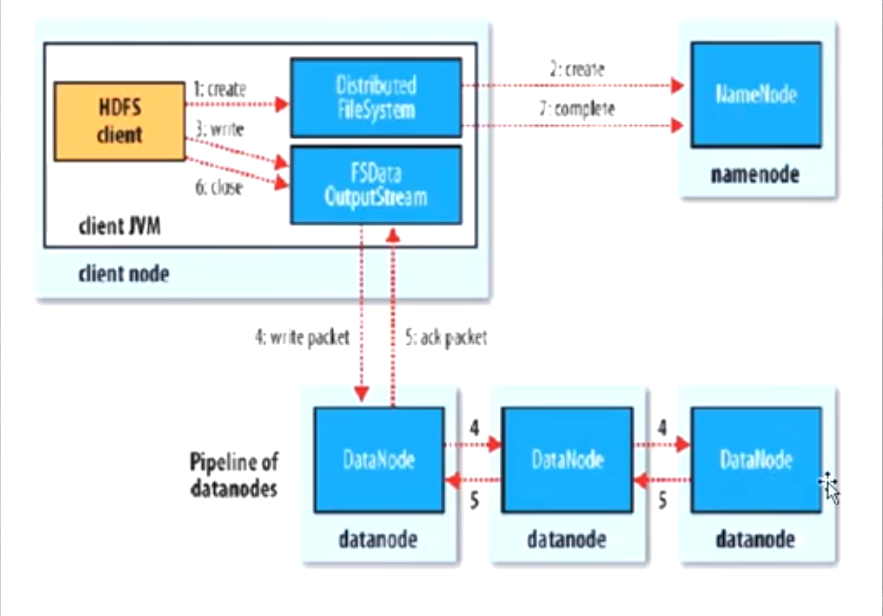 HDFS
client
1: create
3: write
6: close
Distributed
FileSystem
FSData
OutputStream
client JVM
client node
2: create
7: complete
NameNode
namenode
4: write packet
5: ack packet
Pipeline of
datanodes
DataNode
datanode
4
5
DataNode
datanode
4
5
DataNode
datanode